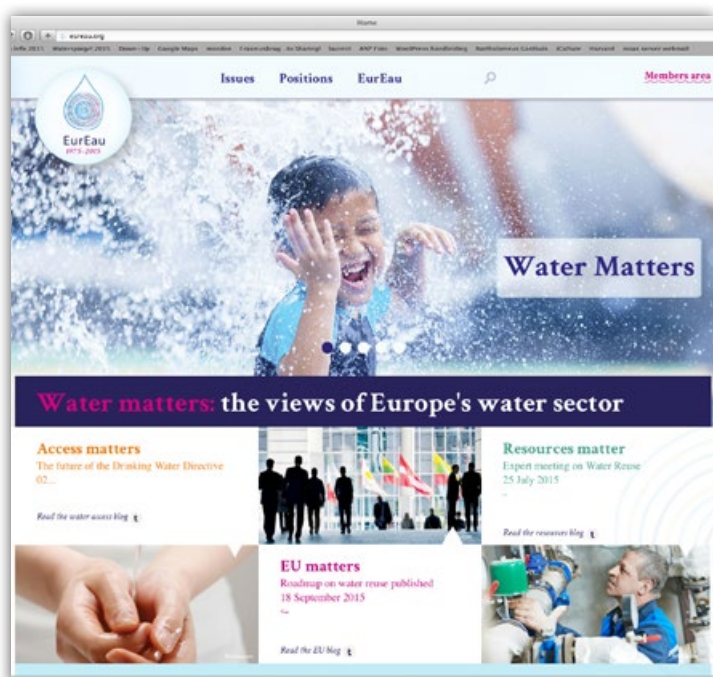 Home
eureau.org
Google Maps
Issues Positions EurEau
Members area
EurEau
1975-2015
Water Matters
Water matters: the views of Europe's water sector
Access matters
The future of the Drinking Water Directive
02...
Read the water access blog t
Resources matter
Expert meeting on Water Reuse
25 July 2015
Read the resources blog t
EU matters
Roadmap on water reuse published
18 September 2015
Read the EU blog t